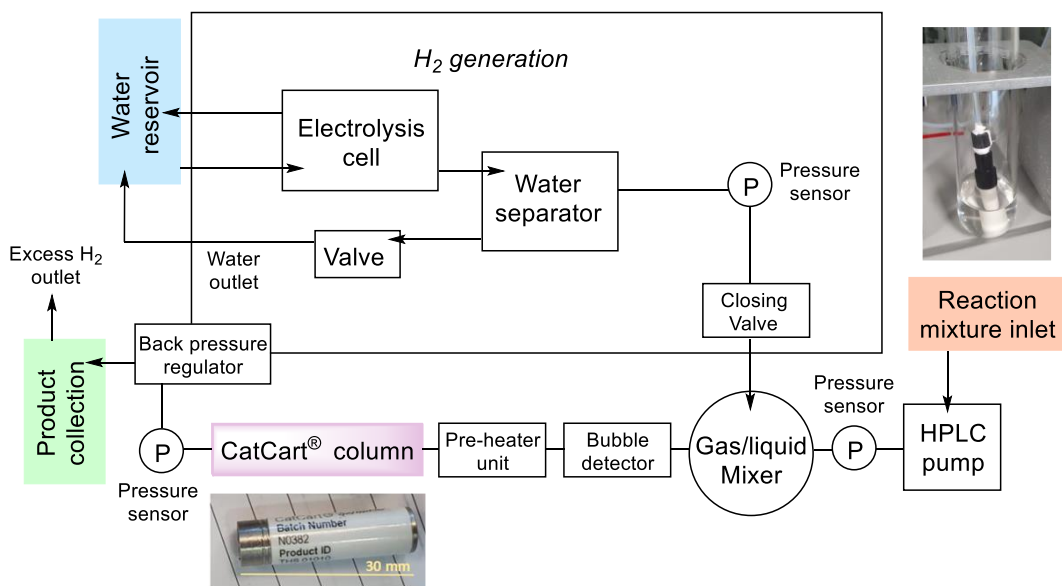 H2 generation
Water
reservoir
Electrolysis
cell
Water
separator
P
Pressure
sensor
Valve
Water
outlet
Excess H2
outlet
Closing
Valve
Reaction
mixture inlet
Back pressure
regulator
Product
collection
Pressure
sensor
P
HPLC
pump
Gas/liquid
Mixer
Bubble
detector
Pre-heater
unit
CatCart® column
P
Pressure
sensor
CatCart®
Batch Number
N0382
Product ID
30 mm